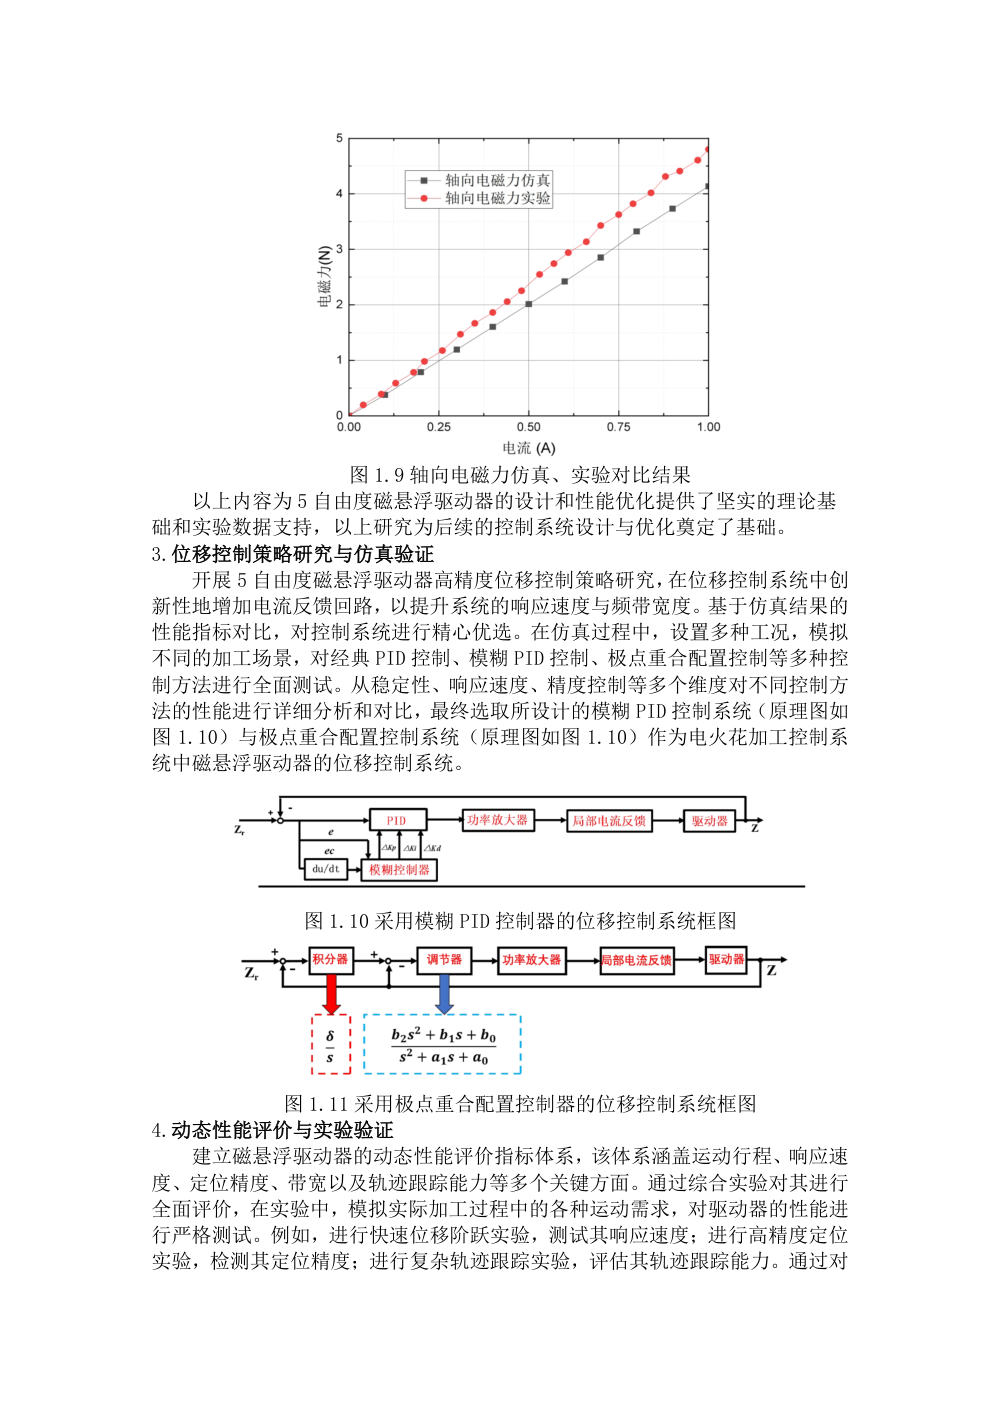 5
4
3
2
1
0
电磁力(N)
轴向电磁力仿真
轴向电磁力实验
0.00 0.25 0.50 0.75 1.00
电流 (A)
图 1.9 轴向电磁力仿真、实验对比结果
以上内容为 5 自由度磁悬浮驱动器的设计和性能优化提供了坚实的理论基
础和实验数据支持，以上研究为后续的控制系统设计与优化奠定了基础。
3.位移控制策略研究与仿真验证
开展 5 自由度磁悬浮驱动器高精度位移控制策略研究，在位移控制系统中创
新性地增加电流反馈回路，以提升系统的响应速度与频带宽度。基于仿真结果的
性能指标对比，对控制系统进行精心优选。在仿真过程中，设置多种工况，模拟
不同的加工场景，对经典 PID 控制、模糊 PID 控制、极点重合配置控制等多种控
制方法进行全面测试。从稳定性、响应速度、精度控制等多个维度对不同控制方
法的性能进行详细分析和对比，最终选取所设计的模糊 PID 控制系统（原理图如
图 1.10）与极点重合配置控制系统（原理图如图 1.10）作为电火花加工控制系
统中磁悬浮驱动器的位移控制系统。
+ -
Zr PID 功率放大器 局部电流反馈 驱动器 Z
e
ec △Kp △Ki △Kd
du/dt 模糊控制器
图 1.10 采用模糊 PID 控制器的位移控制系统框图
+ - + -
Zr 积分器 调节器 功率放大器 局部电流反馈 驱动器 Z
δ/s
b₂s² + b₁s + b₀
s² + a₁s + a₀
图 1.11 采用极点重合配置控制器的位移控制系统框图
4.动态性能评价与实验验证
建立磁悬浮驱动器的动态性能评价指标体系，该体系涵盖运动行程、响应速
度、定位精度、带宽以及轨迹跟踪能力等多个关键方面。通过综合实验对其进行
全面评价，在实验中，模拟实际加工过程中的各种运动需求，对驱动器的性能进
行严格测试。例如，进行快速位移阶跃实验，测试其响应速度；进行高精度定位
实验，检测其定位精度；进行复杂轨迹跟踪实验，评估其轨迹跟踪能力。通过对